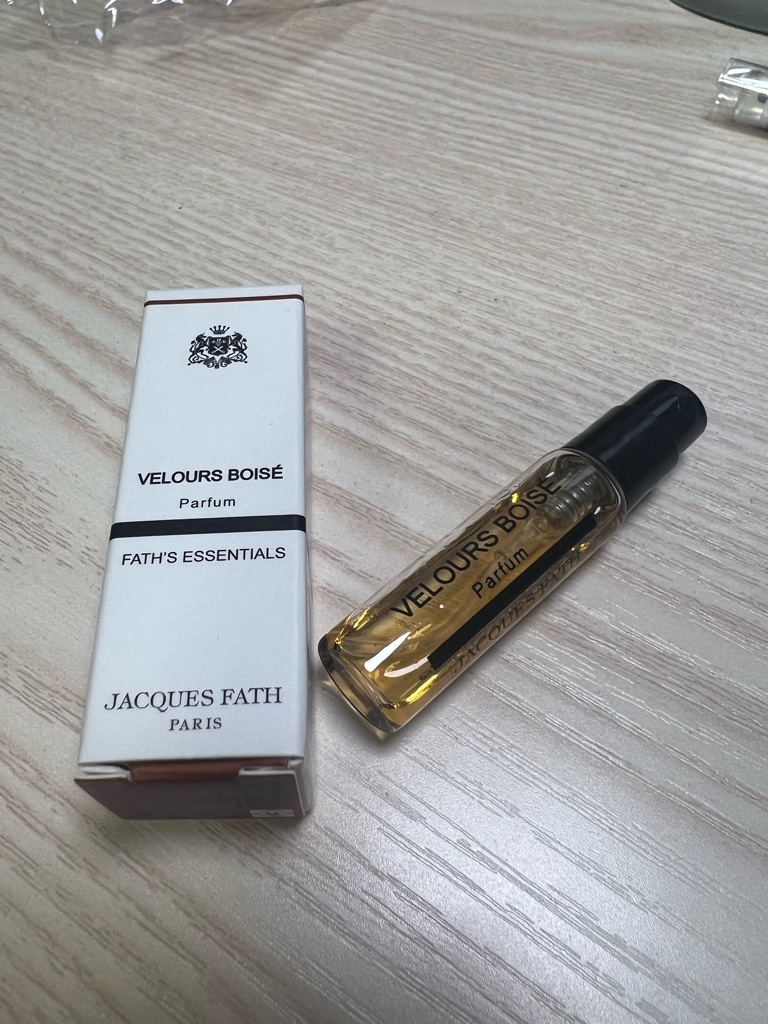 VELOURS BOISÉ
Parfum
FATH'S ESSENTIALS
JACQUES FATH
PARIS
VELOURS BOISÉ
Parfum
JACQUES FATH